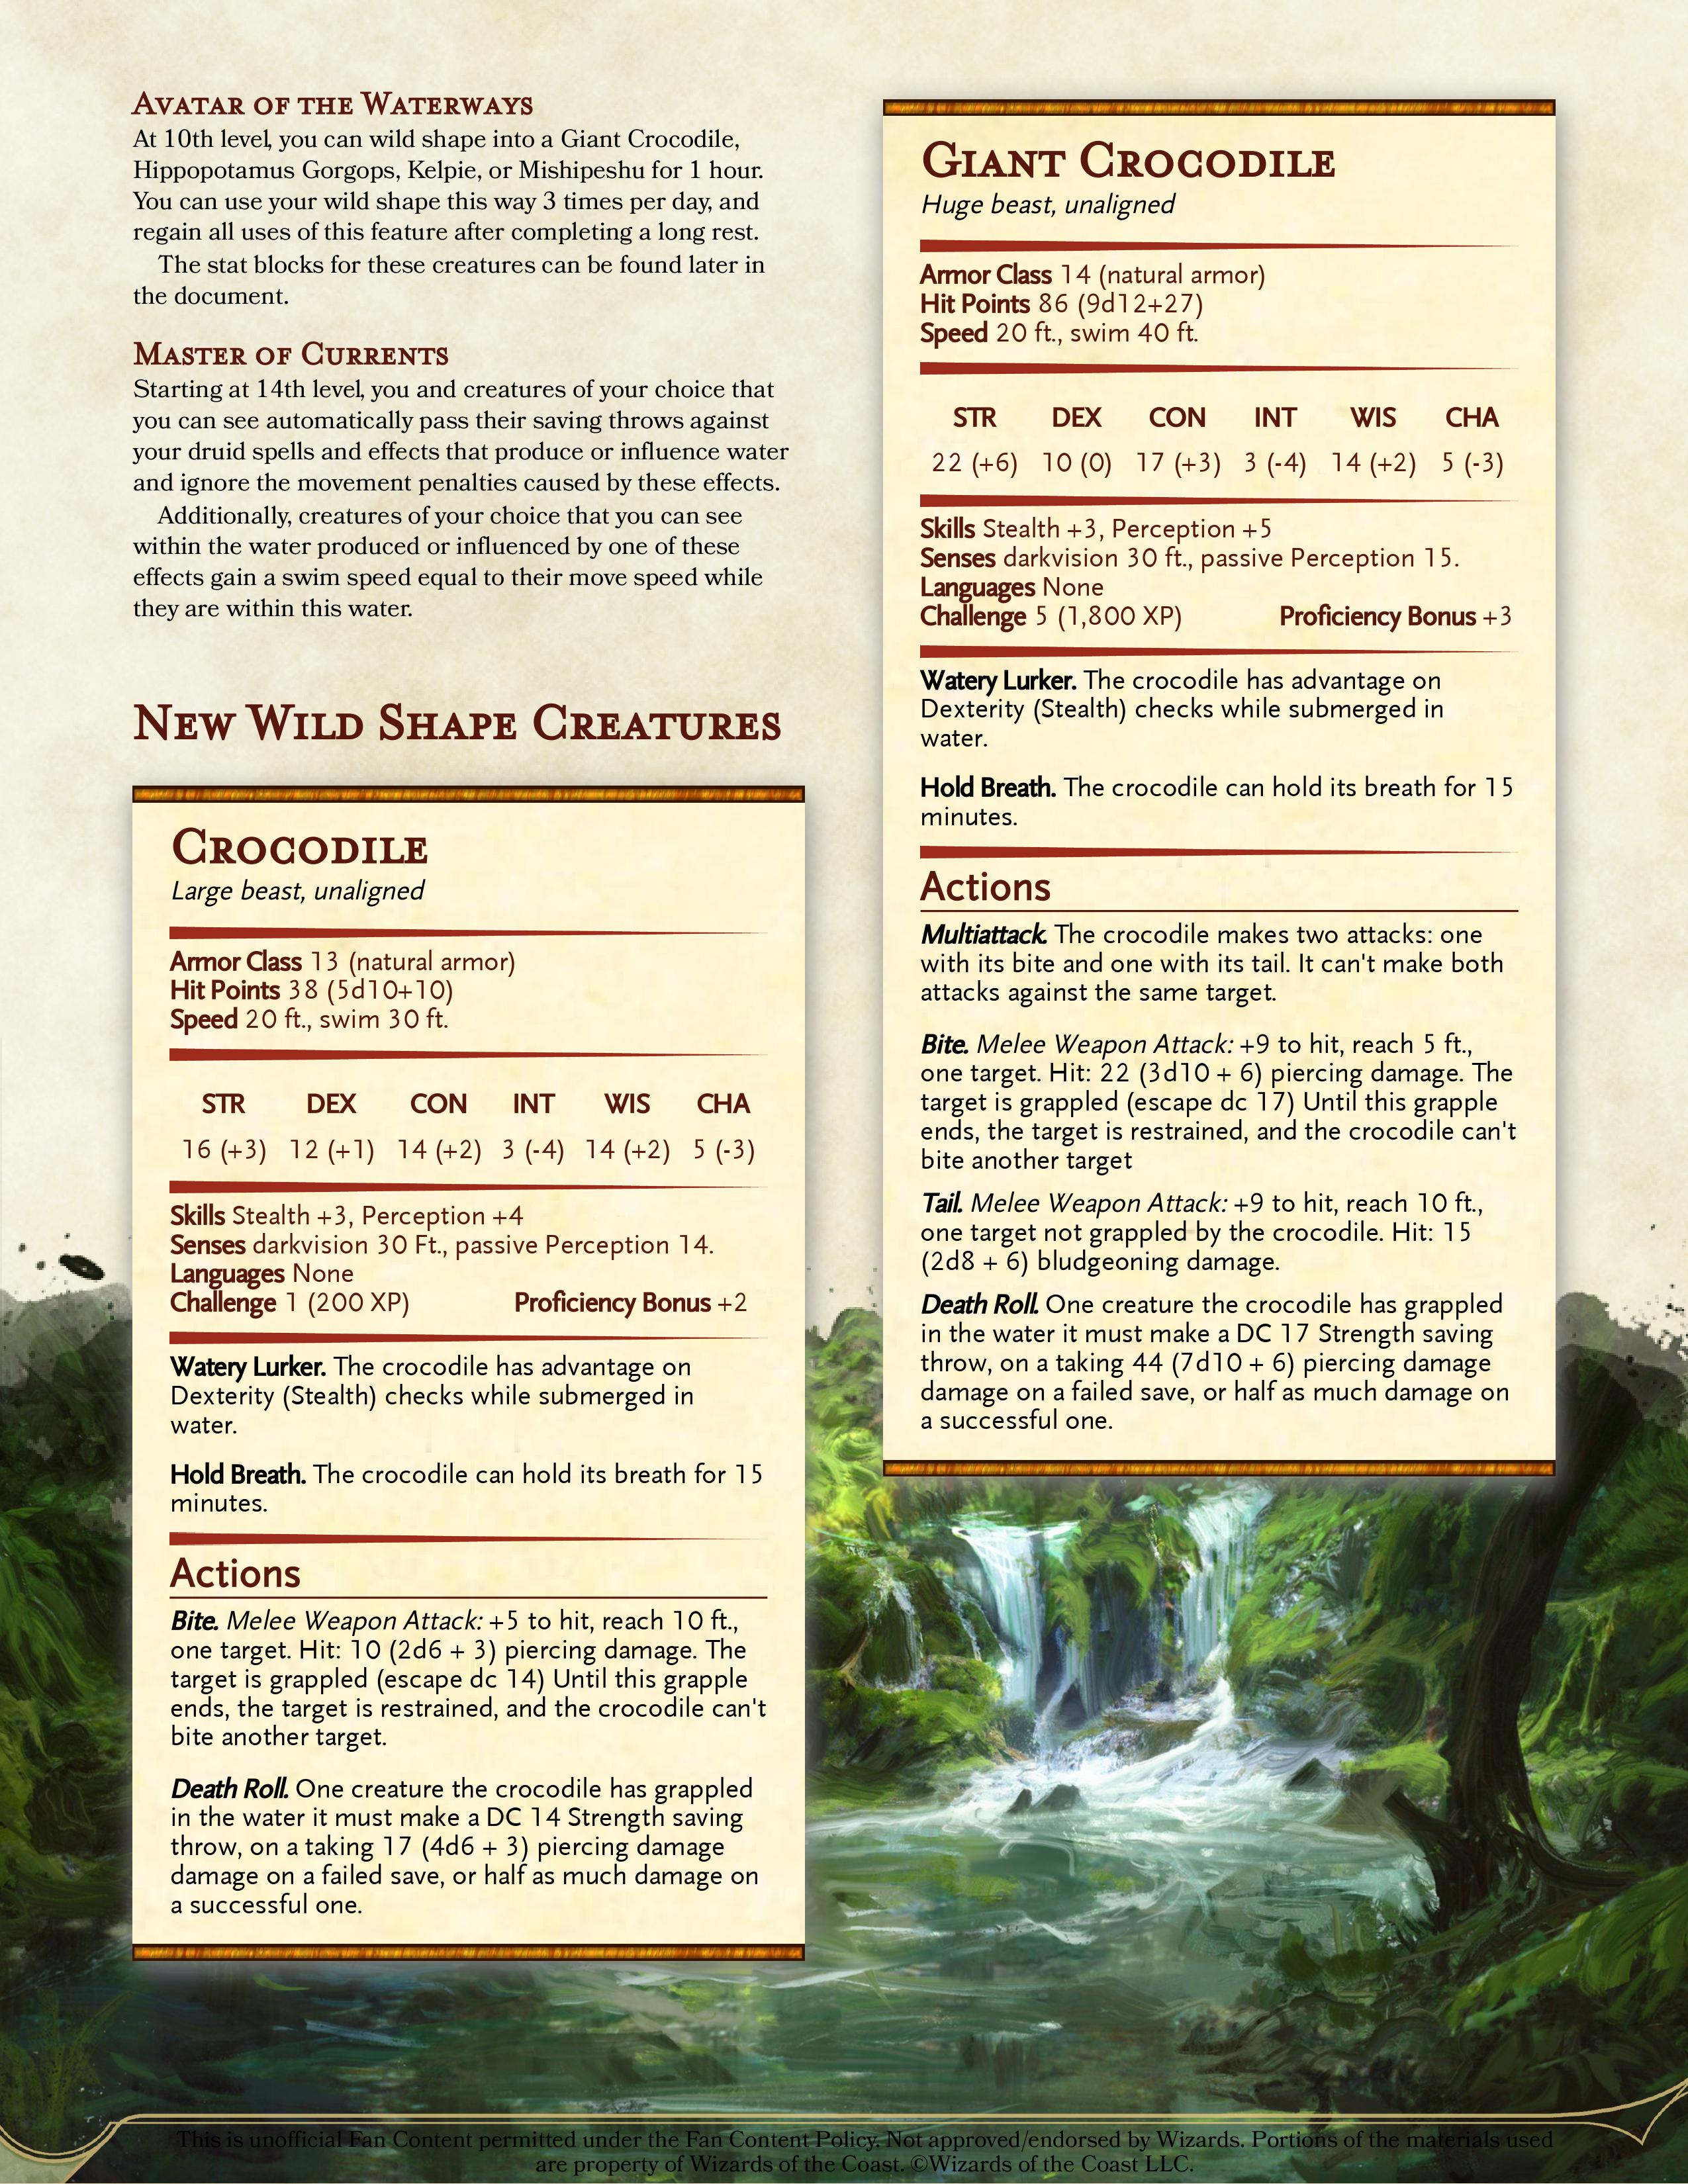 Avatar of the Waterways
At 10th level, you can wild shape into a Giant Crocodile,
Hippopotamus Gorgops, Kelpie, or Mishipeshu for 1 hour.
You can use your wild shape this way 3 times per day, and
regain all uses of this feature after completing a long rest.
The stat blocks for these creatures can be found later in
the document.
Master of Currents
Starting at 14th level, you and creatures of your choice that
you can see automatically pass their saving throws against
your druid spells and effects that produce or influence water
and ignore the movement penalties caused by these effects.
Additionally, creatures of your choice that you can see
within the water produced or influenced by one of these
effects gain a swim speed equal to their move speed while
they are within this water.
New Wild Shape Creatures
Crocodile
Large beast, unaligned
Armor Class 13 (natural armor)
Hit Points 38 (5d10+10)
Speed 20 ft., swim 30 ft.
STR DEX CON INT WIS CHA
16 (+3) 12 (+1) 14 (+2) 3 (-4) 14 (+2) 5 (-3)
Skills Stealth +3, Perception +4
Senses darkvision 30 Ft., passive Perception 14.
Languages None
Challenge 1 (200 XP) Proficiency Bonus +2
Watery Lurker. The crocodile has advantage on
Dexterity (Stealth) checks while submerged in
water.
Hold Breath. The crocodile can hold its breath for 15
minutes.
Actions
Bite. Melee Weapon Attack: +5 to hit, reach 10 ft.,
one target. Hit: 10 (2d6 + 3) piercing damage. The
target is grappled (escape dc 14) Until this grapple
ends, the target is restrained, and the crocodile can't
bite another target.
Death Roll. One creature the crocodile has grappled
in the water it must make a DC 14 Strength saving
throw, on a taking 17 (4d6 + 3) piercing damage
damage on a failed save, or half as much damage on
a successful one.
Giant Crocodile
Huge beast, unaligned
Armor Class 14 (natural armor)
Hit Points 86 (9d12+27)
Speed 20 ft., swim 40 ft.
STR DEX CON INT WIS CHA
22 (+6) 10 (0) 17 (+3) 3 (-4) 14 (+2) 5 (-3)
Skills Stealth +3, Perception +5
Senses darkvision 30 ft., passive Perception 15.
Languages None
Challenge 5 (1,800 XP) Proficiency Bonus +3
Watery Lurker. The crocodile has advantage on
Dexterity (Stealth) checks while submerged in
water.
Hold Breath. The crocodile can hold its breath for 15
minutes.
Actions
Multiattack. The crocodile makes two attacks: one
with its bite and one with its tail. It can't make both
attacks against the same target.
Bite. Melee Weapon Attack: +9 to hit, reach 5 ft.,
one target. Hit: 22 (3d10 + 6) piercing damage. The
target is grappled (escape dc 17) Until this grapple
ends, the target is restrained, and the crocodile can't
bite another target
Tail. Melee Weapon Attack: +9 to hit, reach 10 ft.,
one target not grappled by the crocodile. Hit: 15
(2d8 + 6) bludgeoning damage.
Death Roll. One creature the crocodile has grappled
in the water it must make a DC 17 Strength saving
throw, on a taking 44 (7d10 + 6) piercing damage
damage on a failed save, or half as much damage on
a successful one.
This is unofficial Fan Content permitted under the Fan Content Policy. Not approved/endorsed by Wizards. Portions of the materials used
are property of Wizards of the Coast. ©Wizards of the Coast LLC.